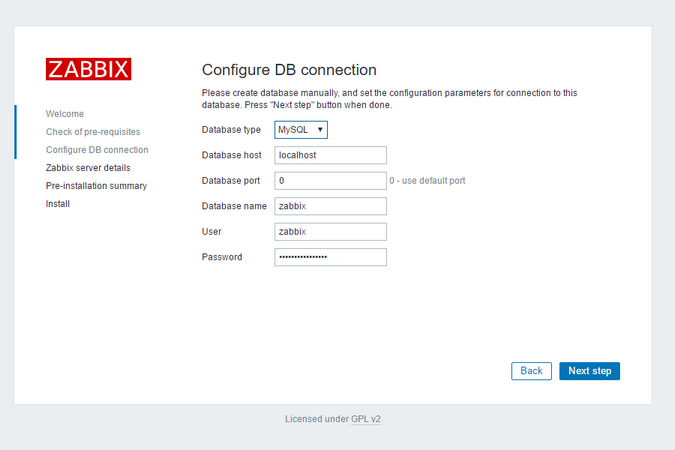 ZABBIX
Welcome
Check of pre-requisites
Configure DB connection
Zabbix server details
Pre-installation summary
Install
Configure DB connection
Please create database manually, and set the configuration parameters for connection to this
database. Press "Next step" button when done.
Database type MySQL ▼
Database host localhost
Database port 0 0 - use default port
Database name zabbix
User zabbix
Password ••••••••••••••••
Back Next step
Licensed under GPL v2